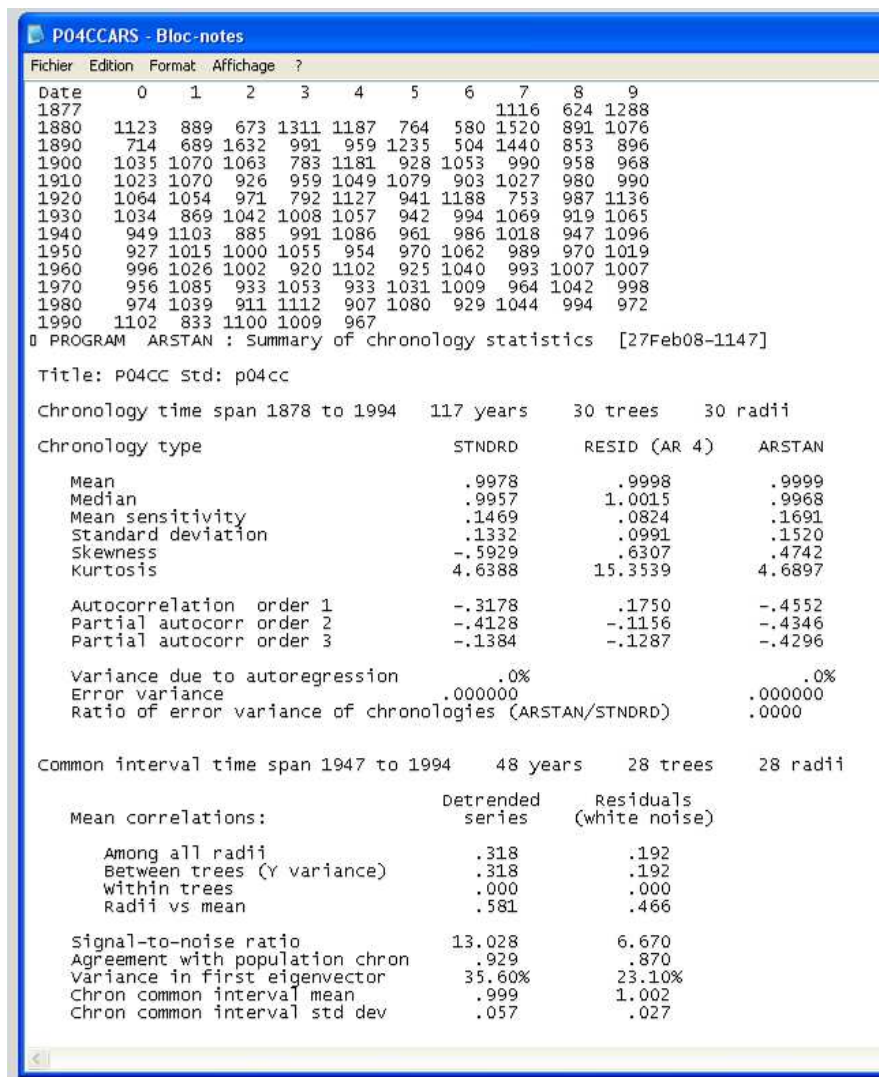 P04CCARS - Bloc-notes
Fichier Edition Format Affichage ?
Date 0 1 2 3 4 5 6 7 8 9
1877 1116 624 1288
1880 1123 889 673 1311 1187 764 580 1520 891 1076
1890 714 689 1632 991 959 1235 504 1440 853 896
1900 1035 1070 1063 783 1181 928 1053 990 958 968
1910 1023 1070 926 959 1049 1079 903 1027 980 990
1920 1064 1054 971 792 1127 941 1188 753 987 1136
1930 1034 869 1042 1008 1057 942 994 1069 919 1065
1940 949 1103 885 991 1086 961 986 1018 947 1096
1950 927 1015 1000 1055 954 970 1062 989 970 1019
1960 996 1026 1002 920 1102 925 1040 993 1007 1007
1970 956 1085 933 1053 933 1031 1009 964 1042 998
1980 974 1039 911 1112 907 1080 929 1044 994 972
1990 1102 833 1100 1009 967
PROGRAM ARSTAN : Summary of chronology statistics [27Feb08-1147]
Title: P04CC Std: p04cc
Chronology time span 1878 to 1994 117 years 30 trees 30 radii
Chronology type STNDRD RESID (AR 4) ARSTAN
Mean .9978 .9998 .9999
Median .9957 1.0015 .9968
Mean sensitivity .1469 .0824 .1691
Standard deviation .1332 .0991 .1520
Skewness -.5929 .6307 .4742
Kurtosis 4.6388 15.3539 4.6897
Autocorrelation order 1 -.3178 .1750 -.4552
Partial autocorr order 2 -.4128 -.1156 -.4346
Partial autocorr order 3 -.1384 -.1287 -.4296
Variance due to autoregression .0% .0%
Error variance .000000 .000000
Ratio of error variance of chronologies (ARSTAN/STNDRD) .0000
Common interval time span 1947 to 1994 48 years 28 trees 28 radii
Detrended Residuals
Mean correlations: series (white noise)
Among all radii .318 .192
Between trees (Y variance) .318 .192
Within trees .000 .000
Radii vs mean .581 .466
Signal-to-noise ratio 13.028 6.670
Agreement with population chron .929 .870
Variance in first eigenvector 35.60% 23.10%
Chron common interval mean .999 1.002
Chron common interval std dev .057 .027